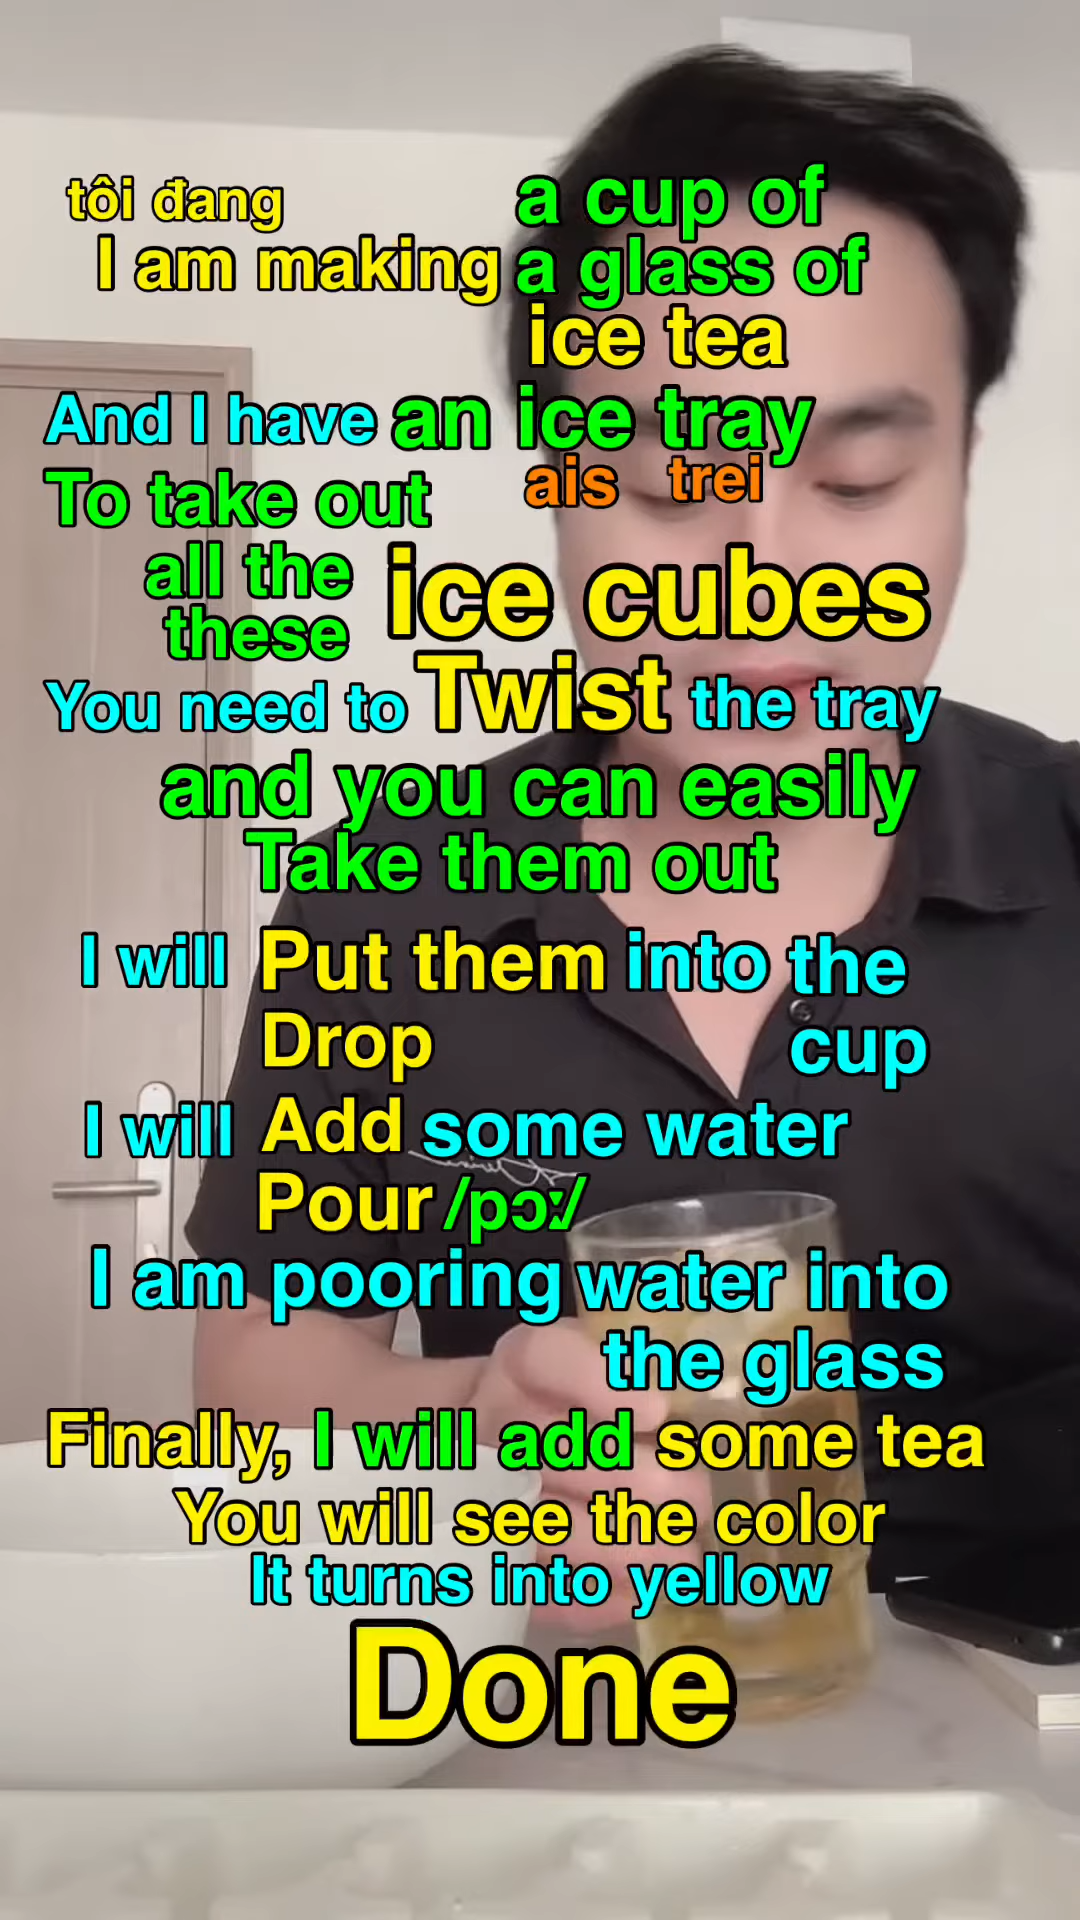 tôi đang
a cup of
I am making a glass of
ice tea
And I have an ice tray
ais trei
To take out
all the
these
ice cubes
You need to Twist the tray
and you can easily
Take them out
I will Put them into the
Drop
cup
I will Add some water
Pour /pɔː/
I am pooring water into
the glass
Finally, I will add some tea
You will see the color
It turns into yellow
Done